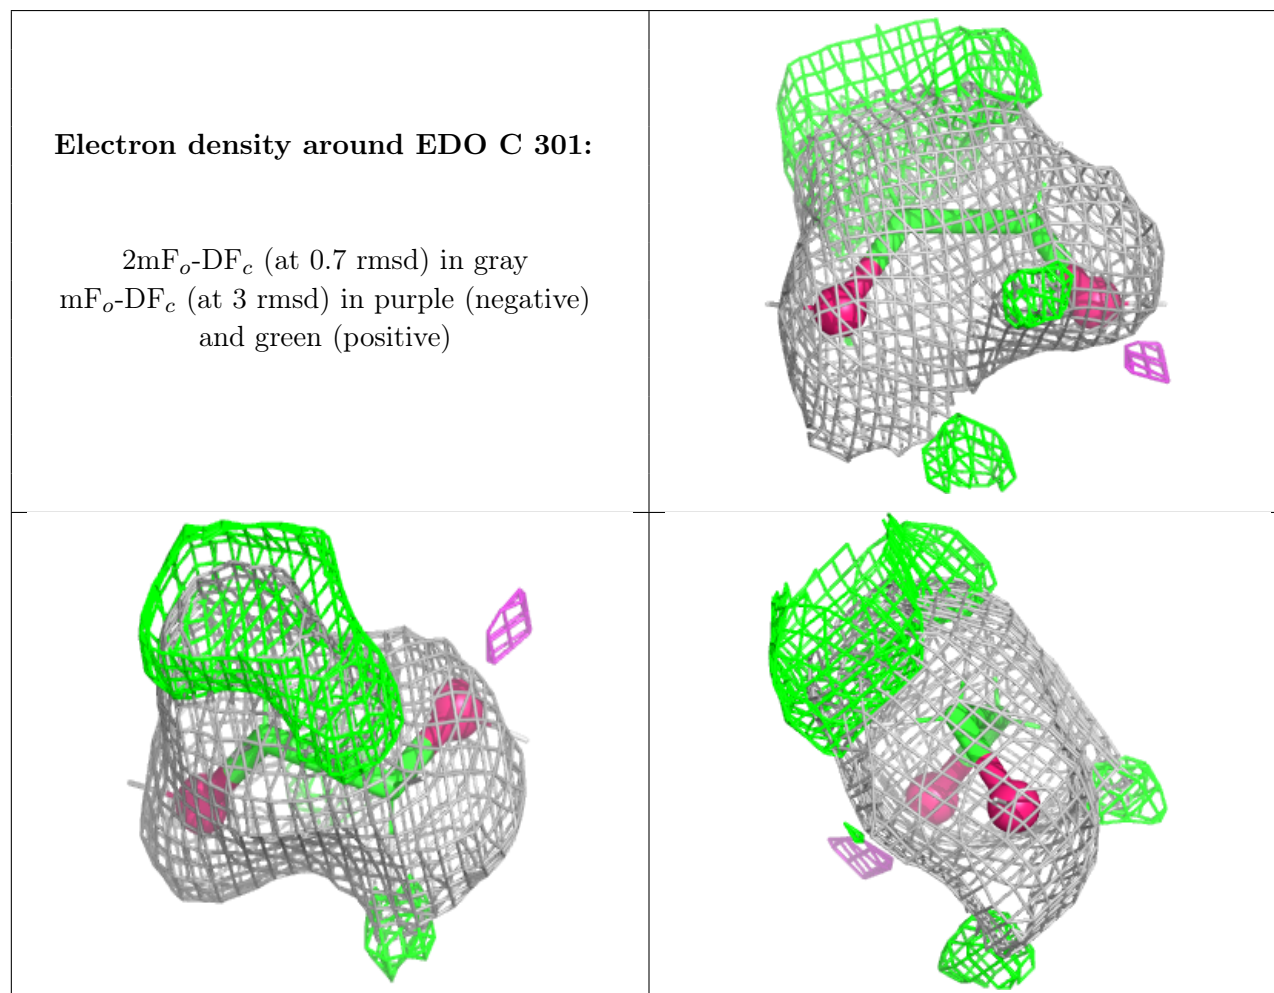 Electron density around EDO C 301:
2mFo-DFc (at 0.7 rmsd) in gray
mFo-DFc (at 3 rmsd) in purple (negative)
and green (positive)